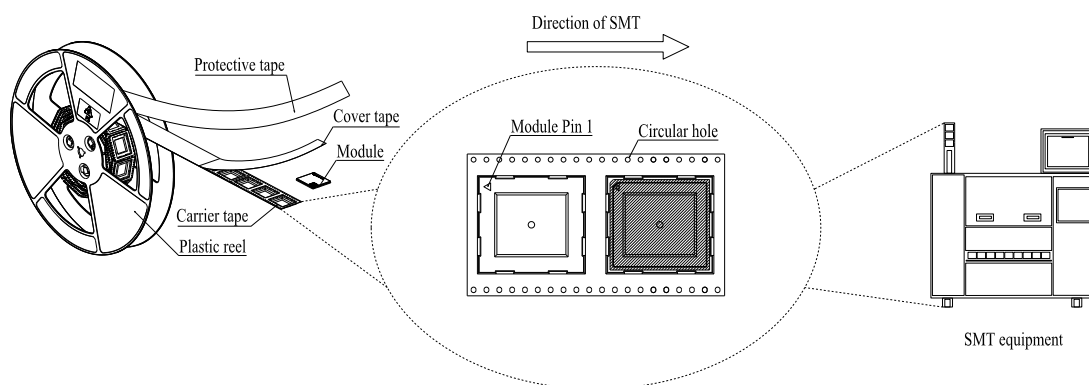 Direction of SMT
Protective tape
Cover tape
Module Pin 1
Circular hole
Module
Carrier tape
Plastic reel
SMT equipment